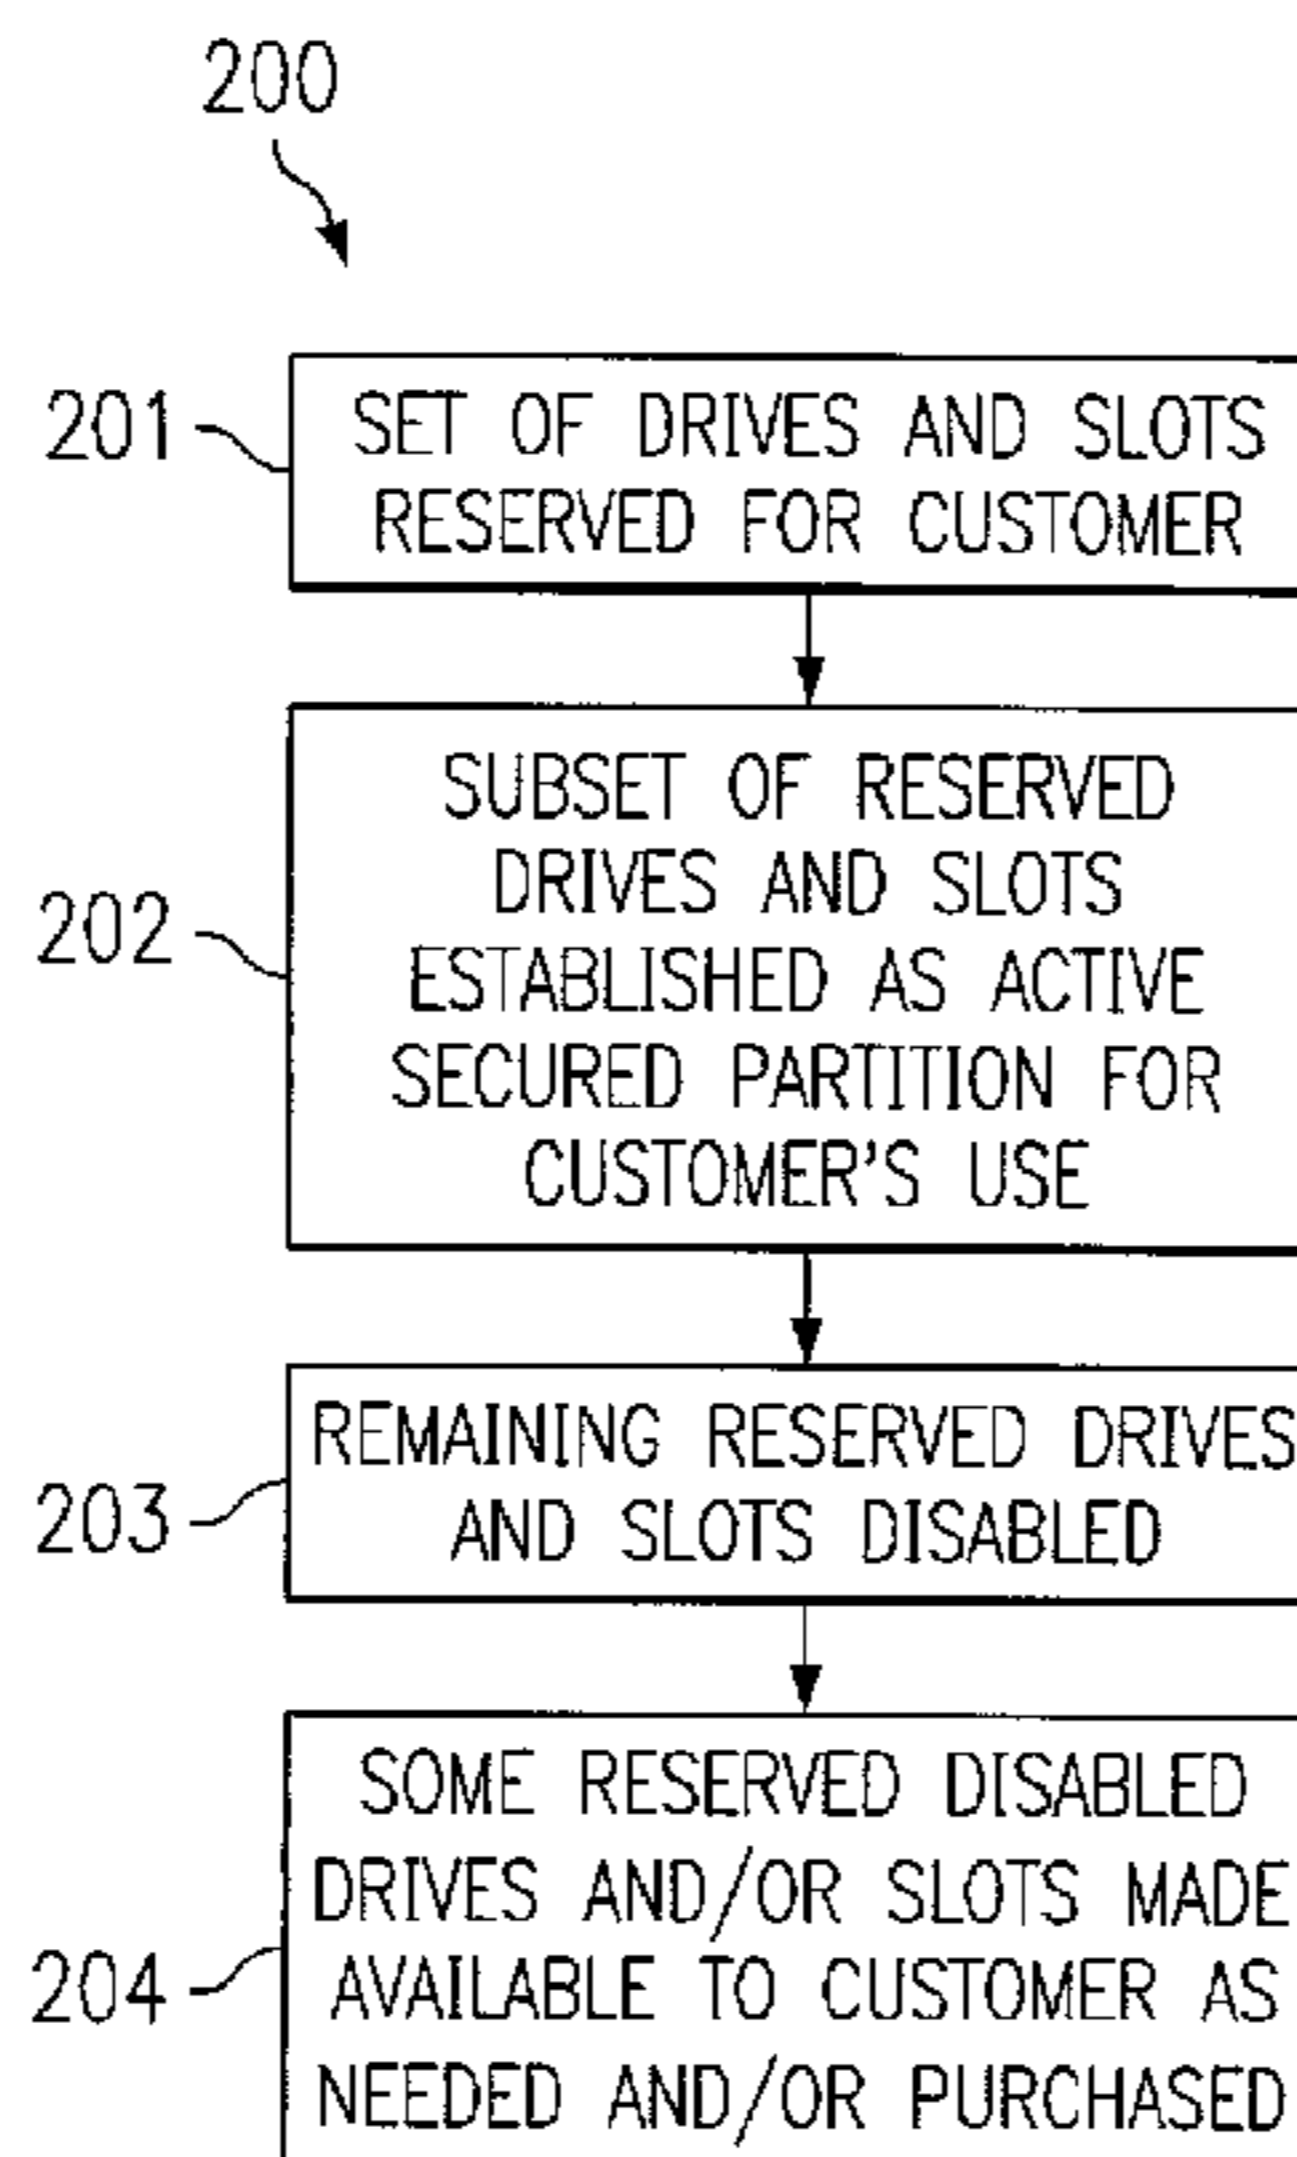 200
201
SET OF DRIVES AND SLOTS
RESERVED FOR CUSTOMER
202
SUBSET OF RESERVED
DRIVES AND SLOTS
ESTABLISHED AS ACTIVE
SECURED PARTITION FOR
CUSTOMER'S USE
203
REMAINING RESERVED DRIVES
AND SLOTS DISABLED
204
SOME RESERVED DISABLED
DRIVES AND/OR SLOTS MADE
AVAILABLE TO CUSTOMER AS
NEEDED AND/OR PURCHASED